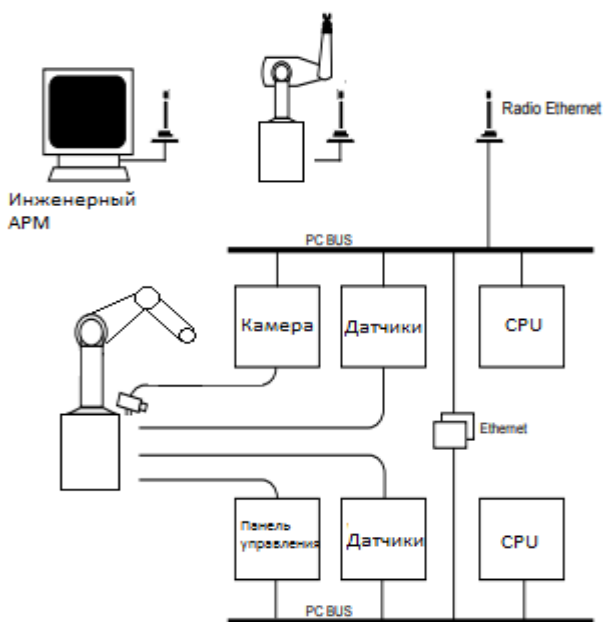 Radio Ethernet
Инженерный
АРМ
PC BUS
Камера
Датчики
CPU
Ethernet
Панель
управления
Датчики
CPU
PC BUS